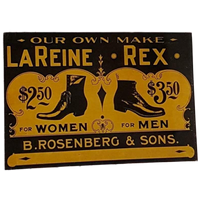 OUR OWN MAKE
LAREINE · REX
$2.50 $3.50
FOR WOMEN FOR MEN
B. ROSENBERG & SONS.